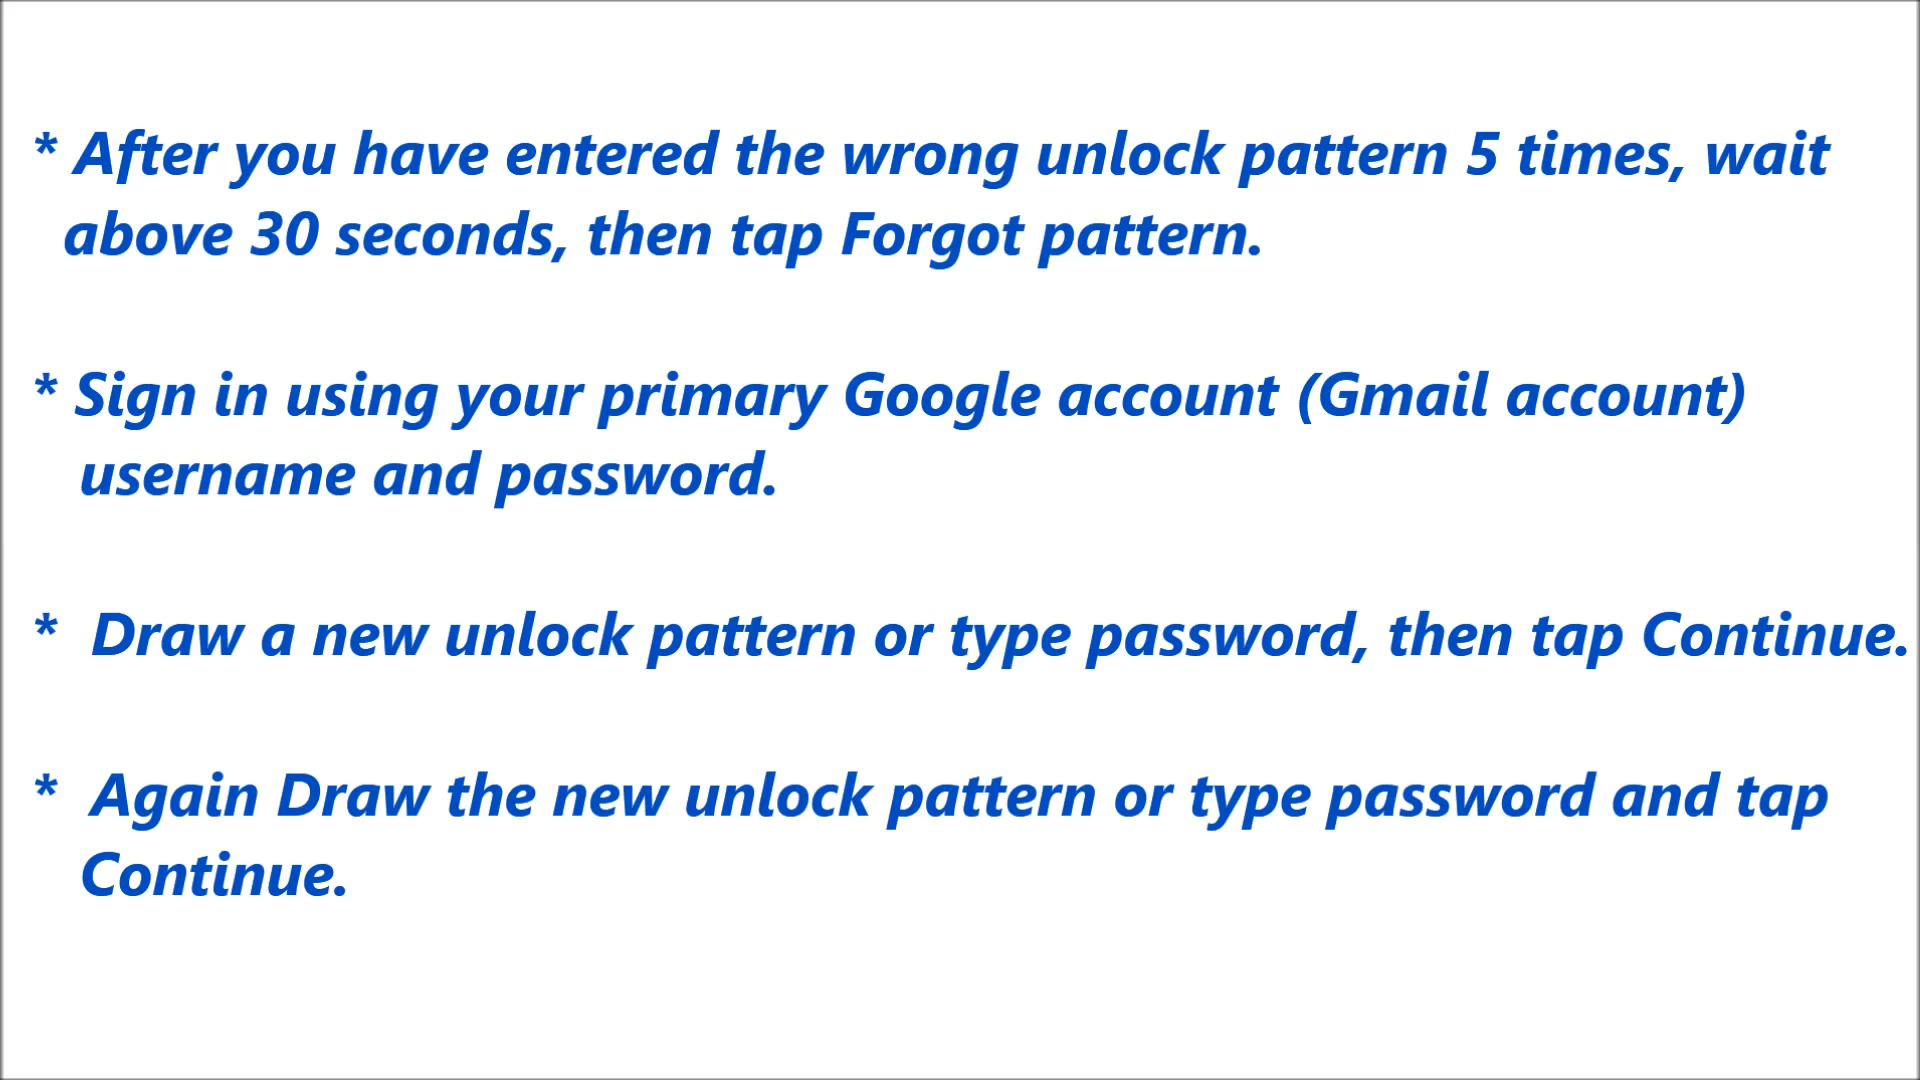 * After you have entered the wrong unlock pattern 5 times, wait
above 30 seconds, then tap Forgot pattern.
* Sign in using your primary Google account (Gmail account)
username and password.
* Draw a new unlock pattern or type password, then tap Continue.
* Again Draw the new unlock pattern or type password and tap
Continue.